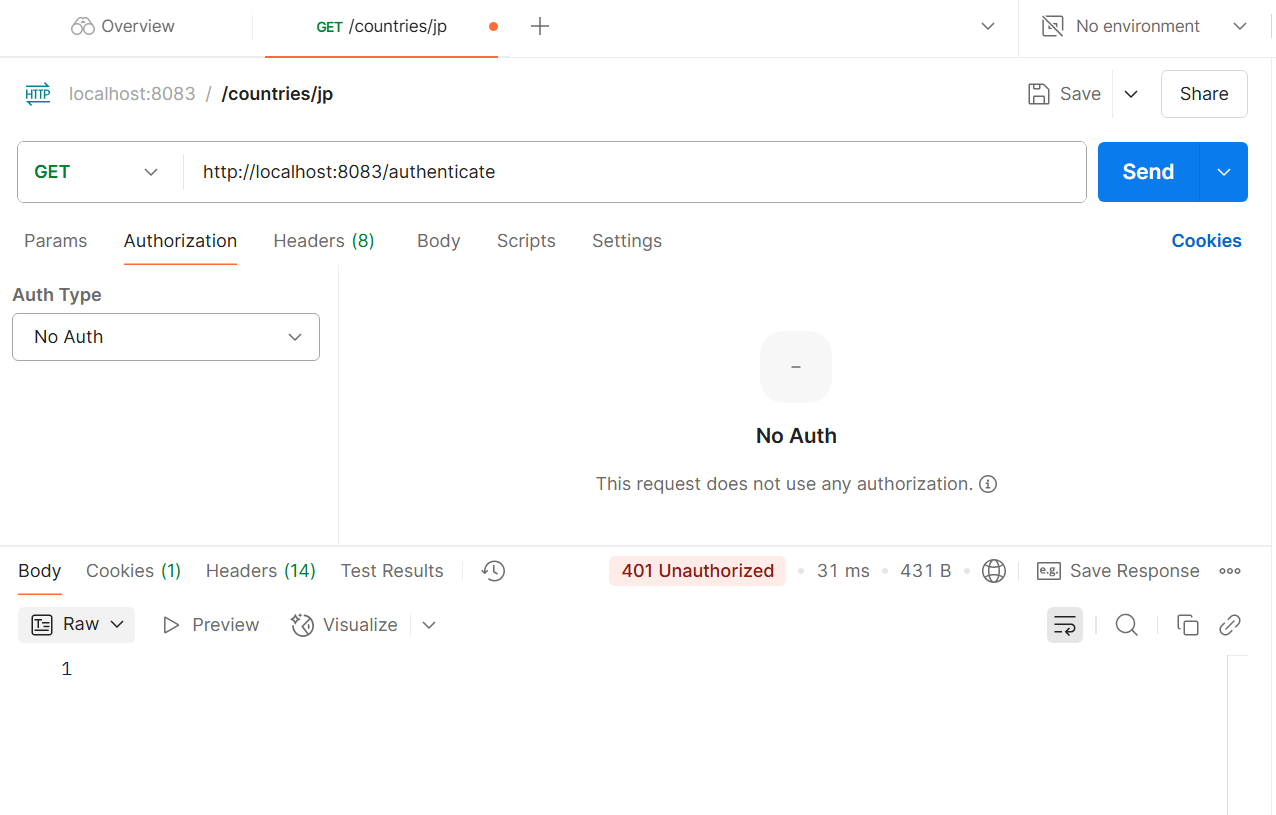 Overview GET /countries/jp No environment
HTTP localhost:8083 / /countries/jp Save Share
GET http://localhost:8083/authenticate Send
Params Authorization Headers (8) Body Scripts Settings Cookies
Auth Type
No Auth
No Auth
This request does not use any authorization.
Body Cookies (1) Headers (14) Test Results 401 Unauthorized 31 ms 431 B e.g. Save Response
Raw Preview Visualize
1